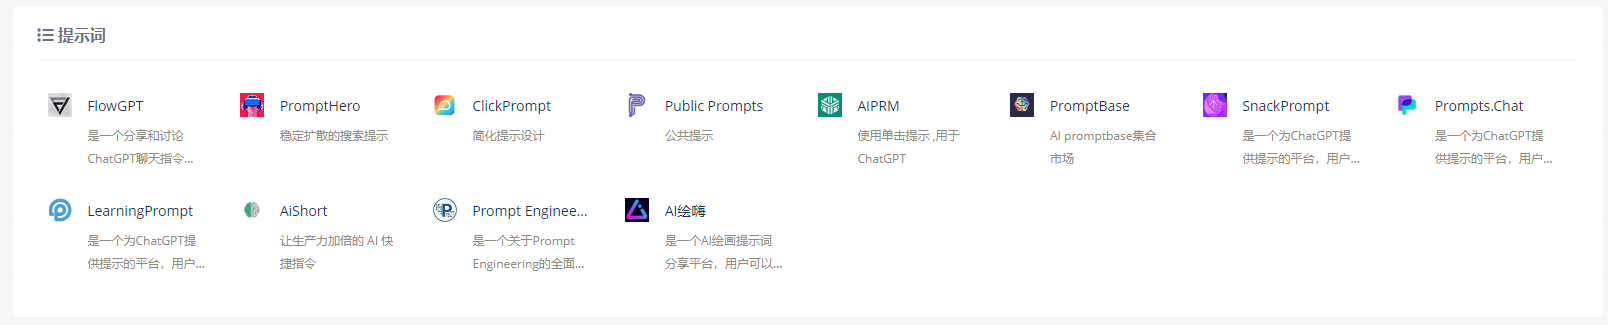 提示词
FlowGPT
是一个分享和讨论
ChatGPT聊天指令...
PromptHero
稳定扩散的搜索提示
ClickPrompt
简化提示设计
Public Prompts
公共提示
AIPRM
使用单击提示 ,用于
ChatGPT
PromptBase
AI promptbase集合
市场
SnackPrompt
是一个为ChatGPT提
供提示的平台，用户...
Prompts.Chat
是一个为ChatGPT提
供提示的平台，用户...
LearningPrompt
是一个为ChatGPT提
供提示的平台，用户...
AiShort
让生产力加倍的 AI 快
捷指令
Prompt Enginee...
是一个关于Prompt
Engineering的全面...
AI绘嗨
是一个AI绘画提示词
分享平台，用户可以...